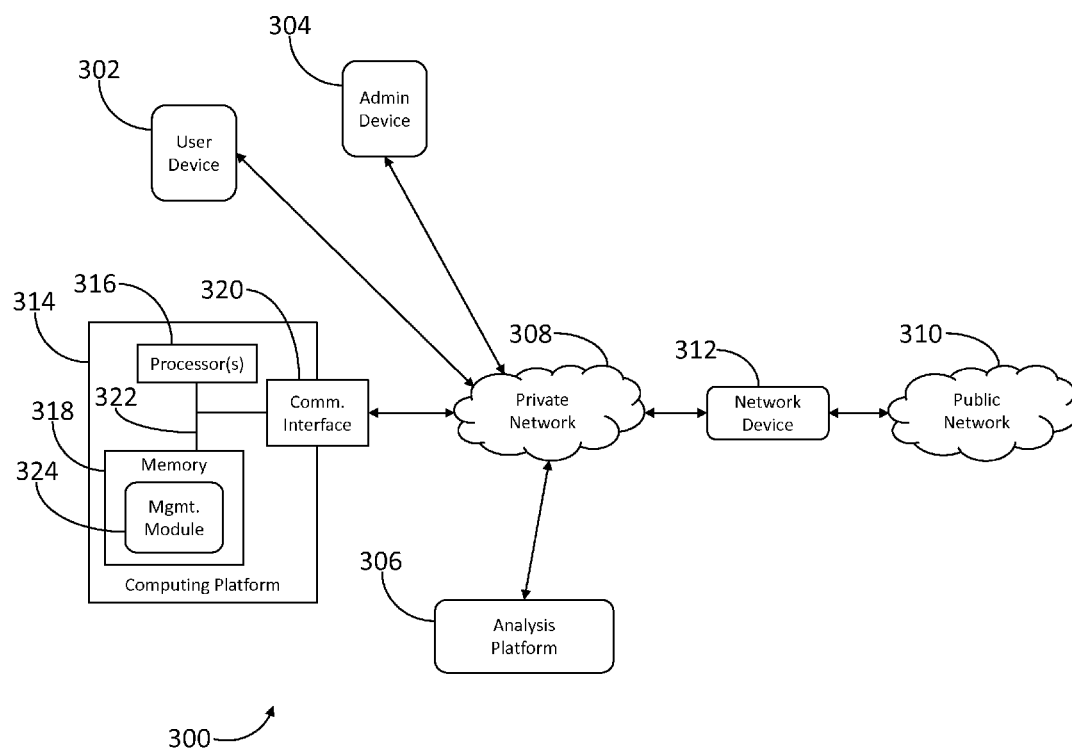 304
302
Admin
Device
User
Device
316
320
314
308
312
310
Processor(s)
322
318
Comm.
Interface
Private
Network
Network
Device
Public
Network
Memory
324
Mgmt.
Module
306
Computing Platform
Analysis
Platform
300